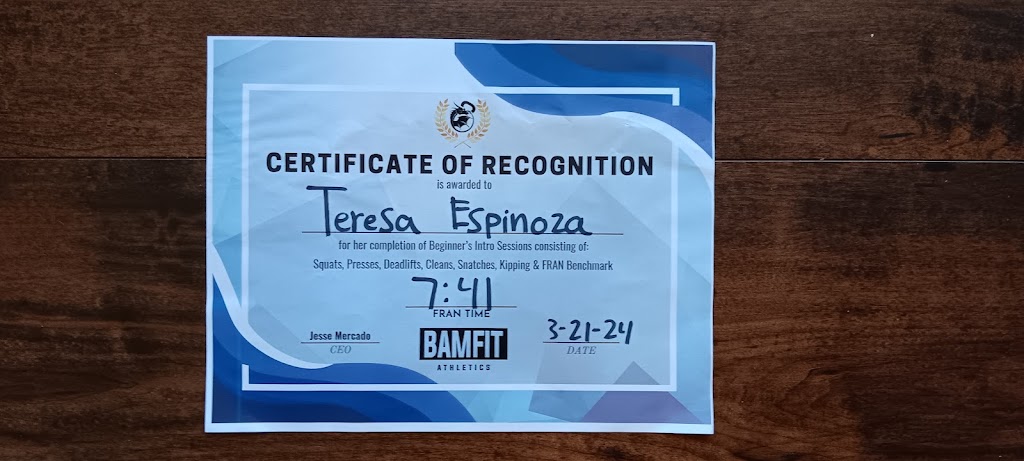 CERTIFICATE OF RECOGNITION
is awarded to
Teresa Espinoza
for her completion of Beginner's Intro Sessions consisting of:
Squats, Presses, Deadlifts, Cleans, Snatches, Kipping & FRAN Benchmark
7:41
FRAN TIME
Jesse Mercado
CEO
BAMFIT
ATHLETICS
3-21-24
DATE